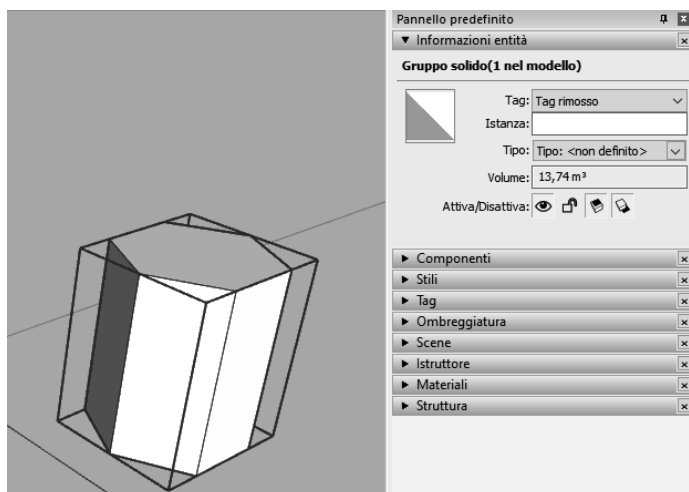 Pannello predefinito
Informazioni entità
Gruppo solido(1 nel modello)
Tag: Tag rimosso
Istanza:
Tipo: Tipo: <non definito>
Volume: 13,74 m³
Attiva/Disattiva:
Componenti
Stili
Tag
Ombreggiatura
Scene
Istruttore
Materiali
Struttura